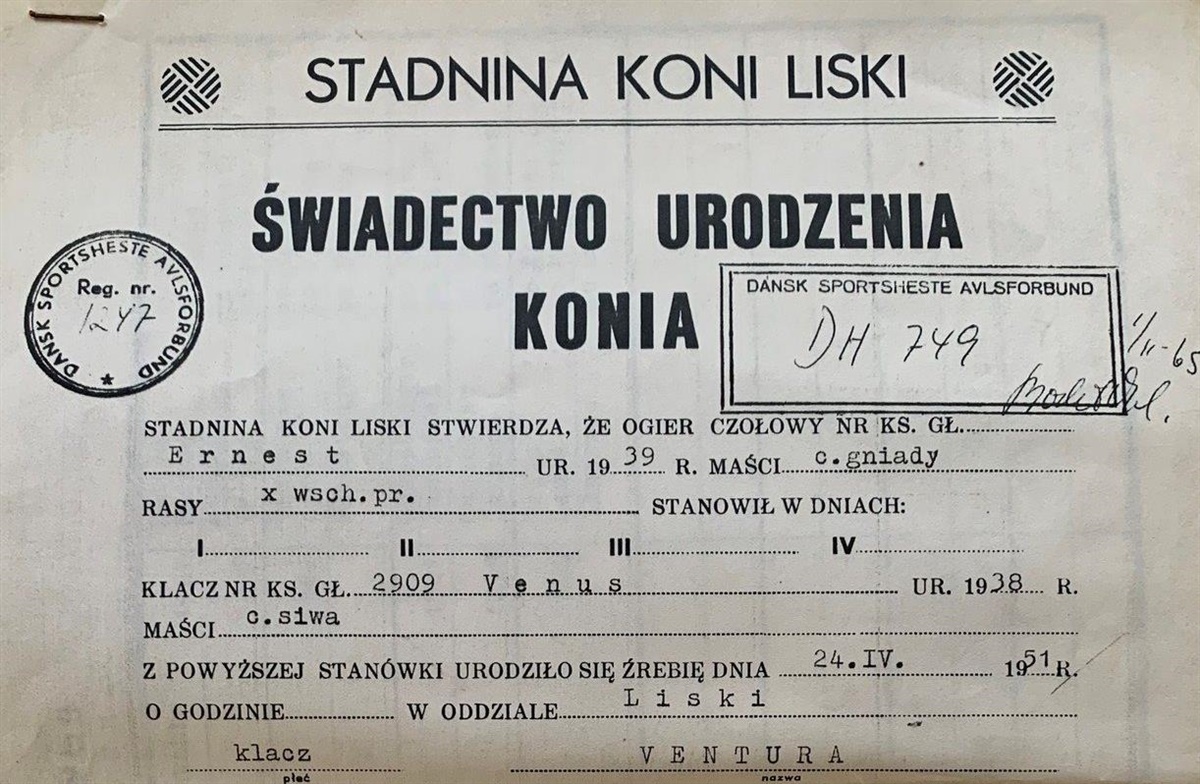 STADNINA KONI LISKI
ŚWIADECTWO URODZENIA
KONIA
DANSK SPORTSHESTE AVLSFORBUND
Reg. nr.
1247
DANSK SPORTSHESTE AVLSFORBUND
DH 749
1/11-65
STADNINA KONI LISKI STWIERDZA, ŻE OGIER CZOŁOWY NR KS. GŁ.
Ernest UR. 1939 R. MAŚCI c.gniady
RASY x wsch.pr. STANOWIŁ W DNIACH:
I II III IV
KLACZ NR KS. GŁ. 2909 Venus UR. 1938 R.
MAŚCI c.siwa
Z POWYŻSZEJ STANÓWKI URODZIŁO SIĘ ŹREBIĘ DNIA 24.IV. 1951 R.
O GODZINIE W ODDZIALE Liski
klacz VENTURA
płeć nazwa